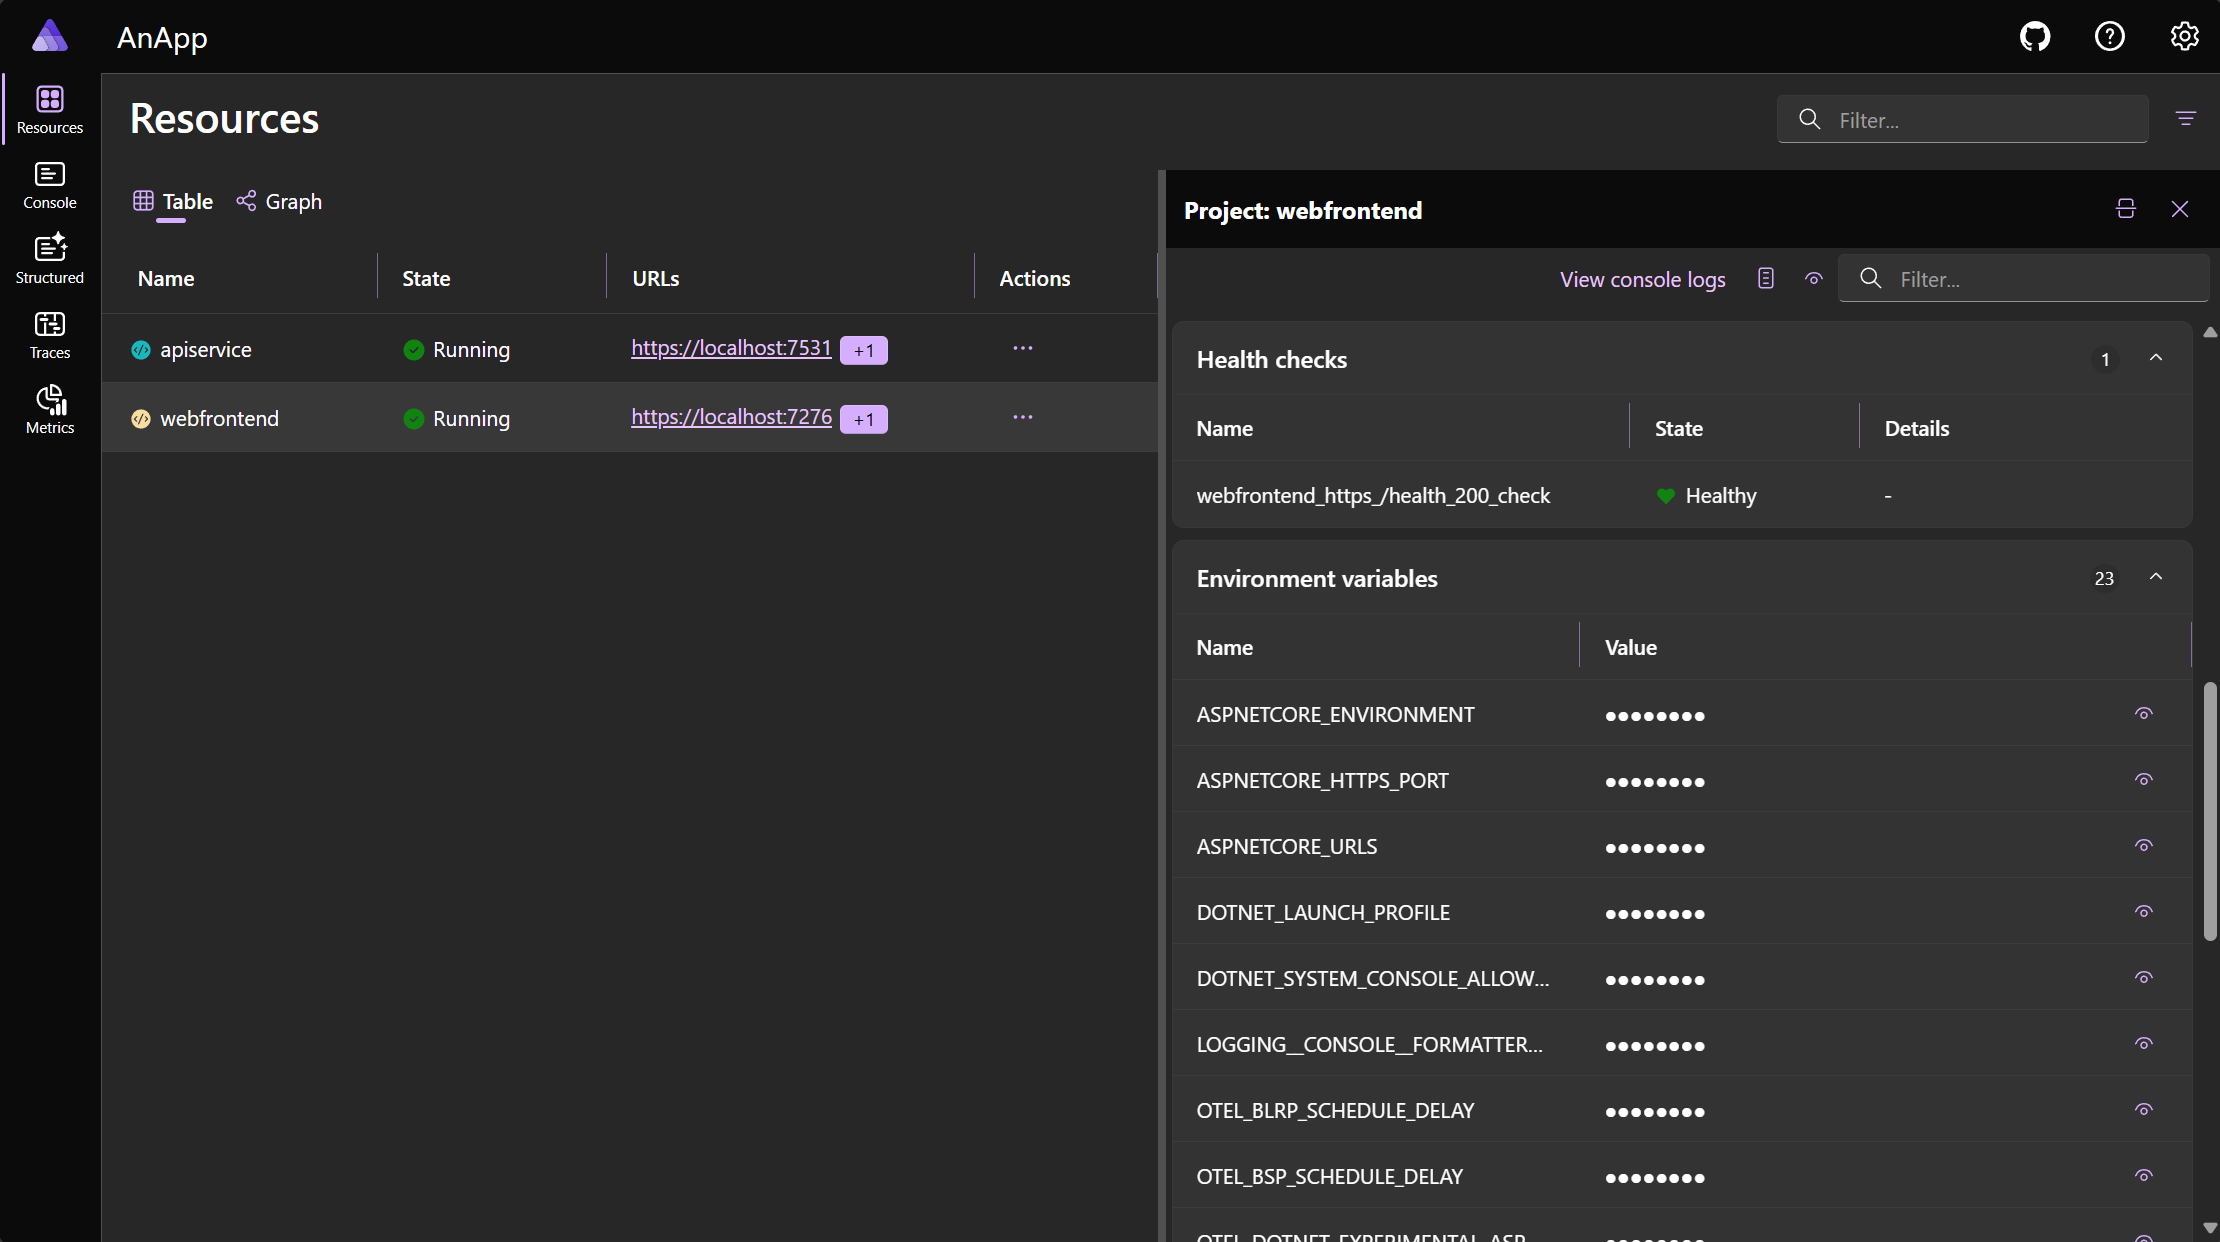 AnApp
Resources
Console
Structured
Traces
Metrics
Resources
Filter...
Table Graph
Name State URLs Actions
apiservice Running https://localhost:7531 +1
webfrontend Running https://localhost:7276 +1
Project: webfrontend
View console logs Filter...
Health checks 1
Name State Details
webfrontend_https_/health_200_check Healthy -
Environment variables 23
Name Value
ASPNETCORE_ENVIRONMENT ●●●●●●●●
ASPNETCORE_HTTPS_PORT ●●●●●●●●
ASPNETCORE_URLS ●●●●●●●●
DOTNET_LAUNCH_PROFILE ●●●●●●●●
DOTNET_SYSTEM_CONSOLE_ALLOW... ●●●●●●●●
LOGGING__CONSOLE__FORMATTER... ●●●●●●●●
OTEL_BLRP_SCHEDULE_DELAY ●●●●●●●●
OTEL_BSP_SCHEDULE_DELAY ●●●●●●●●
OTEL_DOTNET_EXPERIMENTAL_ASP... ●●●●●●●●